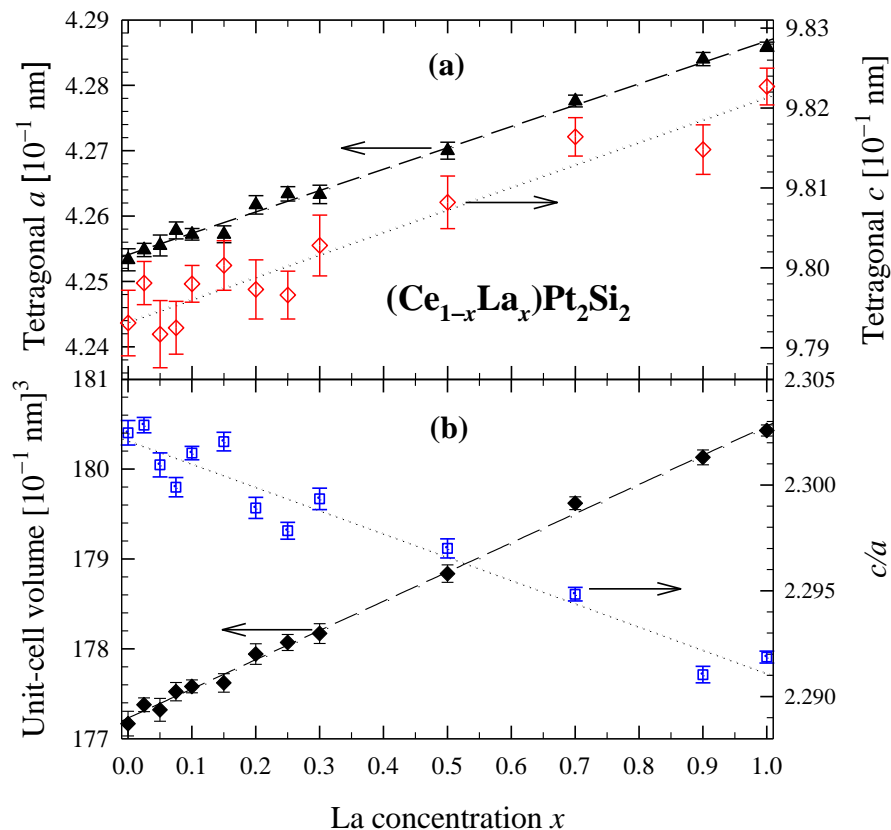 4.29
4.28
4.27
4.26
4.25
4.24
Tetragonal a [10⁻¹ nm]
(a)
9.83
9.82
9.81
9.80
9.79
Tetragonal c [10⁻¹ nm]
(Ce₁₋ₓLaₓ)Pt₂Si₂
181
180
179
178
177
Unit-cell volume [10⁻¹ nm]³
(b)
2.305
2.300
2.295
2.290
c/a
0.0 0.1 0.2 0.3 0.4 0.5 0.6 0.7 0.8 0.9 1.0
La concentration x